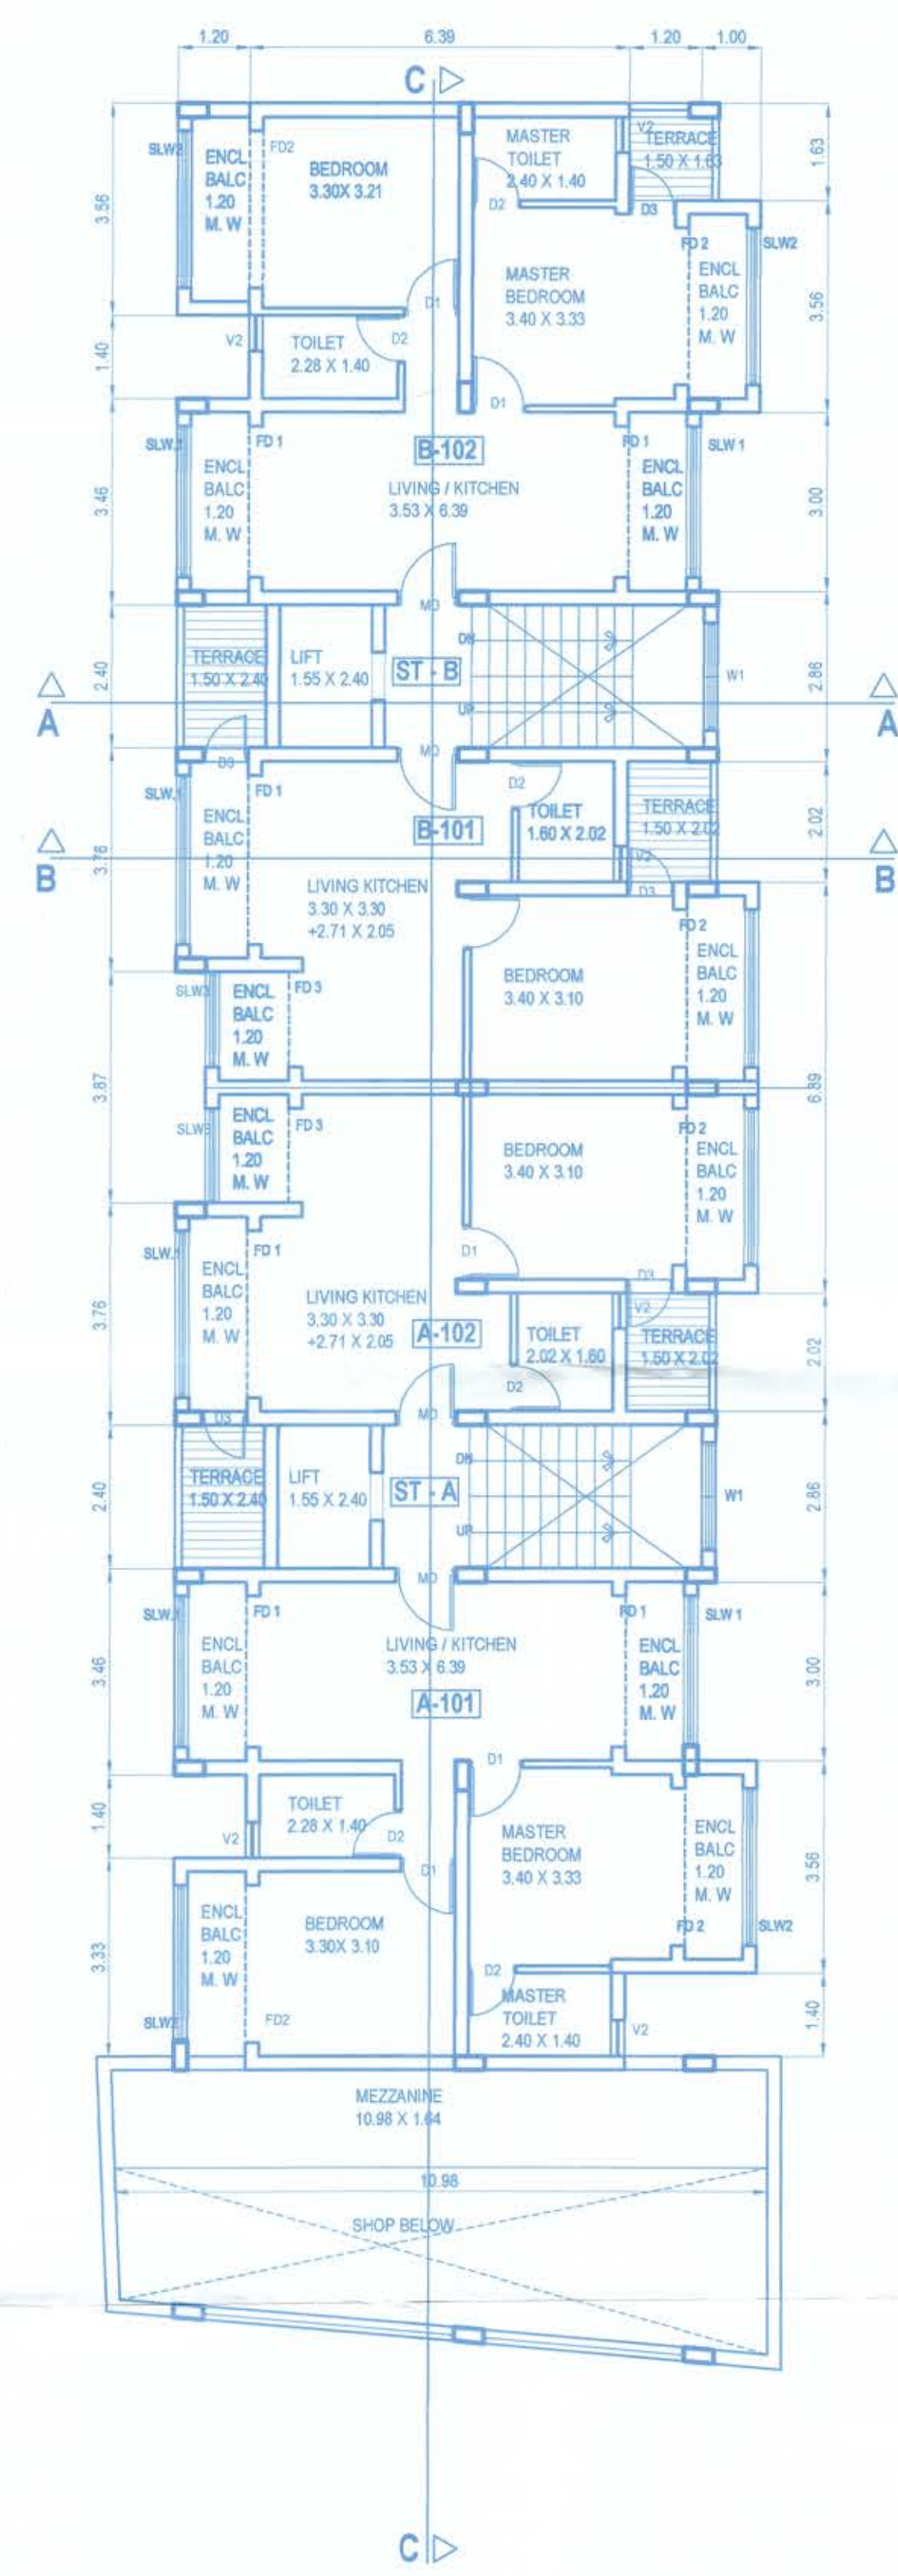 1.20
6.39
1.20
1.00
C
SLW2
ENCL
BALC
1.20
M. W
FD2
BEDROOM
3.30X 3.21
MASTER
TOILET
2.40 X 1.40
V2
TERRACE
1.50 X 1.63
1.63
D2
D3
3.56
FD 2
SLW2
MASTER
BEDROOM
3.40 X 3.33
ENCL
BALC
1.20
M. W
3.56
D1
V2
TOILET
2.28 X 1.40
D2
1.40
D1
SLW.1
FD 1
B-102
FD 1
SLW 1
ENCL
BALC
1.20
M. W
LIVING / KITCHEN
3.53 X 6.39
ENCL
BALC
1.20
M. W
3.46
3.00
MD
DN
TERRACE
1.50 X 2.40
LIFT
1.55 X 2.40
ST - B
W1
2.40
2.86
UP
A
A
MD
D3
SLW.1
FD 1
D2
ENCL
BALC
1.20
M. W
B-101
TOILET
1.60 X 2.02
TERRACE
1.50 X 2.02
2.02
V2
3.76
B
B
D3
LIVING KITCHEN
3.30 X 3.30
+2.71 X 2.05
FD 2
BEDROOM
3.40 X 3.10
ENCL
BALC
1.20
M. W
SLW3
ENCL
BALC
1.20
M. W
FD 3
3.87
6.89
SLW3
ENCL
BALC
1.20
M. W
FD 3
FD 2
BEDROOM
3.40 X 3.10
ENCL
BALC
1.20
M. W
SLW.1
FD 1
D1
ENCL
BALC
1.20
M. W
D3
V2
LIVING KITCHEN
3.30 X 3.30
+2.71 X 2.05
A-102
TOILET
2.02 X 1.60
TERRACE
1.50 X 2.02
3.76
2.02
D2
MD
D3
DN
TERRACE
1.50 X 2.40
LIFT
1.55 X 2.40
ST - A
W1
2.40
2.86
UP
MD
SLW.1
FD 1
FD 1
SLW 1
ENCL
BALC
1.20
M. W
LIVING / KITCHEN
3.53 X 6.39
ENCL
BALC
1.20
M. W
3.46
3.00
A-101
D1
TOILET
2.28 X 1.40
V2
D2
1.40
D1
MASTER
BEDROOM
3.40 X 3.33
ENCL
BALC
1.20
M. W
3.56
FD 2
SLW2
ENCL
BALC
1.20
M. W
BEDROOM
3.30X 3.10
3.33
SLW2
FD2
D2
MASTER
TOILET
2.40 X 1.40
V2
1.40
MEZZANINE
10.98 X 1.64
10.98
SHOP BELOW
C